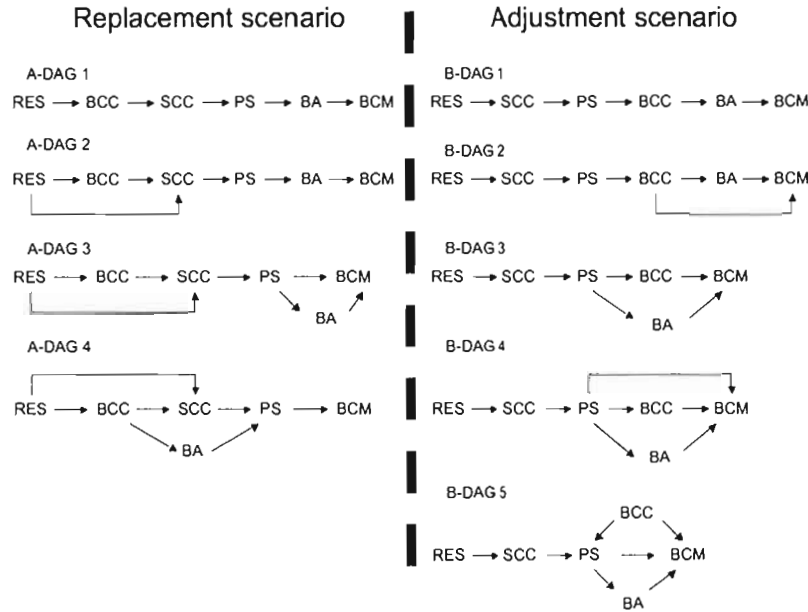 Replacement scenario
A-DAG 1
RES → BCC → SCC → PS → BA → BCM
A-DAG 2
RES → BCC → SCC → PS → BA → BCM
A-DAG 3
RES → BCC → SCC → PS → BCM
BA
A-DAG 4
RES → BCC → SCC → PS → BCM
BA
Adjustment scenario
B-DAG 1
RES → SCC → PS → BCC → BA → BCM
B-DAG 2
RES → SCC → PS → BCC → BA → BCM
B-DAG 3
RES → SCC → PS → BCC → BCM
BA
B-DAG 4
RES → SCC → PS → BCC → BCM
BA
B-DAG 5
BCC
RES → SCC → PS → BCM
BA